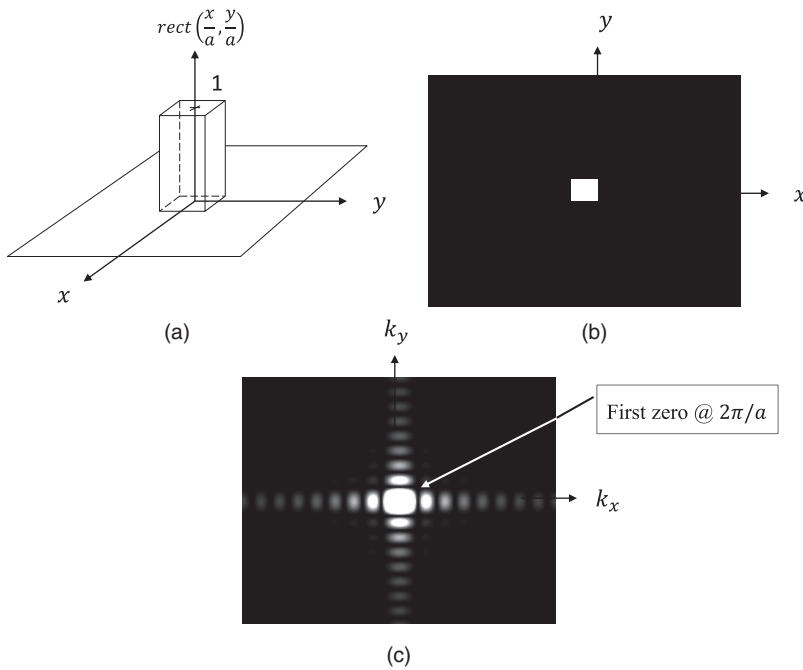 rect(x/a, y/a)
1
y
x
(a)
y
x
(b)
k_y
First zero @ 2π/a
k_x
(c)